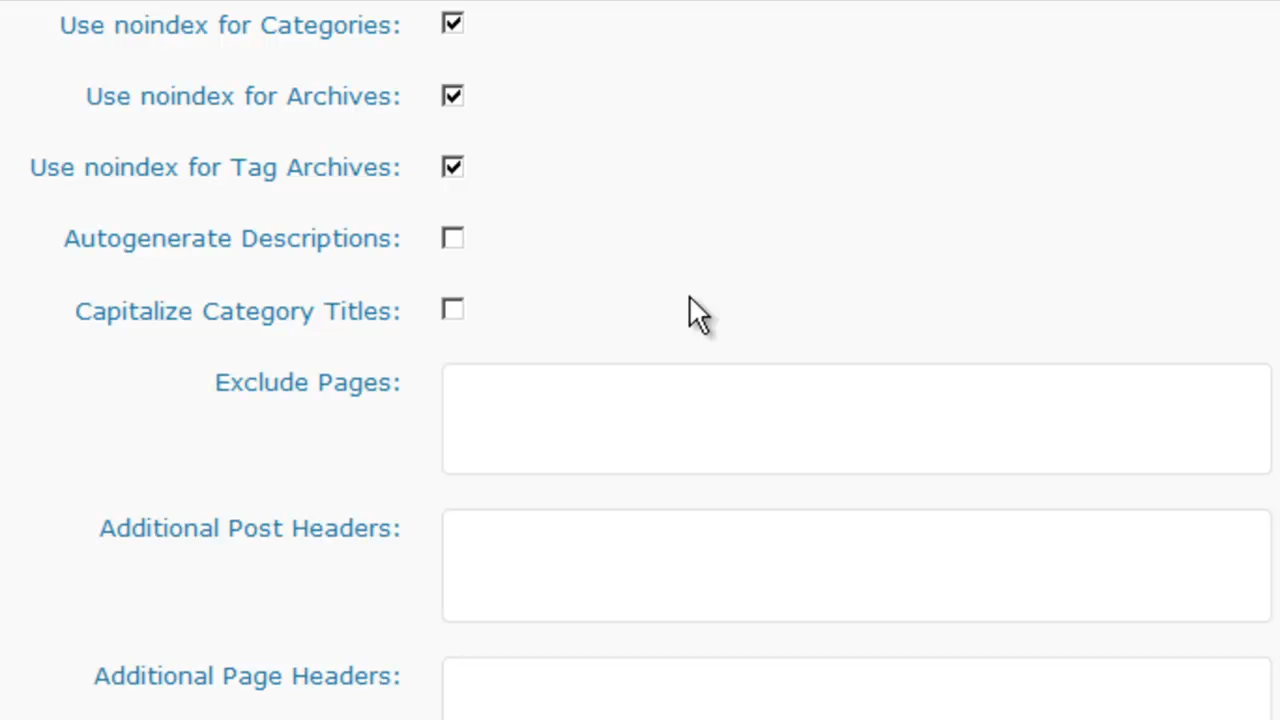 Use noindex for Categories:
Use noindex for Archives:
Use noindex for Tag Archives:
Autogenerate Descriptions:
Capitalize Category Titles:
Exclude Pages:
Additional Post Headers:
Additional Page Headers: